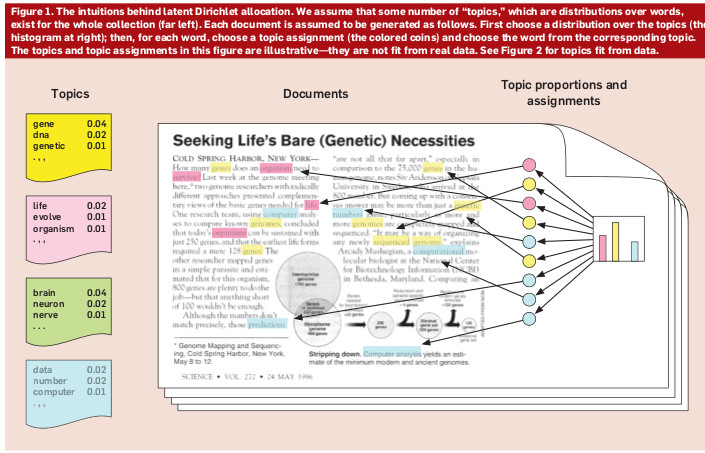 Figure 1. The intuitions behind latent Dirichlet allocation. We assume that some number of "topics," which are distributions over words,
exist for the whole collection (far left). Each document is assumed to be generated as follows. First choose a distribution over the topics (the
histogram at right); then, for each word, choose a topic assignment (the colored coins) and choose the word from the corresponding topic.
The topics and topic assignments in this figure are illustrative—they are not fit from real data. See Figure 2 for topics fit from data.
Topics
Documents
Topic proportions and
assignments
gene 0.04
dna 0.02
genetic 0.01
. , ,
life 0.02
evolve 0.01
organism 0.01
. , ,
brain 0.04
neuron 0.02
nerve 0.01
. . .
data 0.02
number 0.02
computer 0.01
. , ,
Seeking Life's Bare (Genetic) Necessities
COLD SPRING HARBOR, NEW YORK—
How many genes does an organism need to
survive? Last week at the genome meeting
here,* two genome researchers with radically
different approaches presented complemen-
tary views of the basic genes needed for life.
One research team, using computer analy-
ses to compare known genomes, concluded
that today's organisms can be sustained with
just 250 genes, and that the earliest life forms
required a mere 128 genes. The
other researcher mapped genes
in a simple parasite and esti-
mated that for this organism,
800 genes are plenty to do the
job—but that anything short
of 100 wouldn't be enough.
Although the numbers don't
match precisely, those predictions
* Genome Mapping and Sequenc-
ing, Cold Spring Harbor, New York,
May 8 to 12.
"are not all that far apart," especially in
comparison to the 75,000 genes in the hu-
man genome, notes Siv Andersson
University in arrived at the
800 number. But coming up with a consen-
sus answer may be more than just a genetic
numbers particularly as more and
more genomes are mapped and
sequenced. "It may be a way of organizing
any newly sequenced genome," explains
Arcady Mushegian, a computational mo-
lecular biologist at the National Center
for Biotechnology Information (NCBI)
in Bethesda, Maryland. Comparing an
Stripping down. Computer analysis yields an esti-
mate of the minimum modern and ancient genomes.
SCIENCE • VOL. 272 • 24 MAY 1996